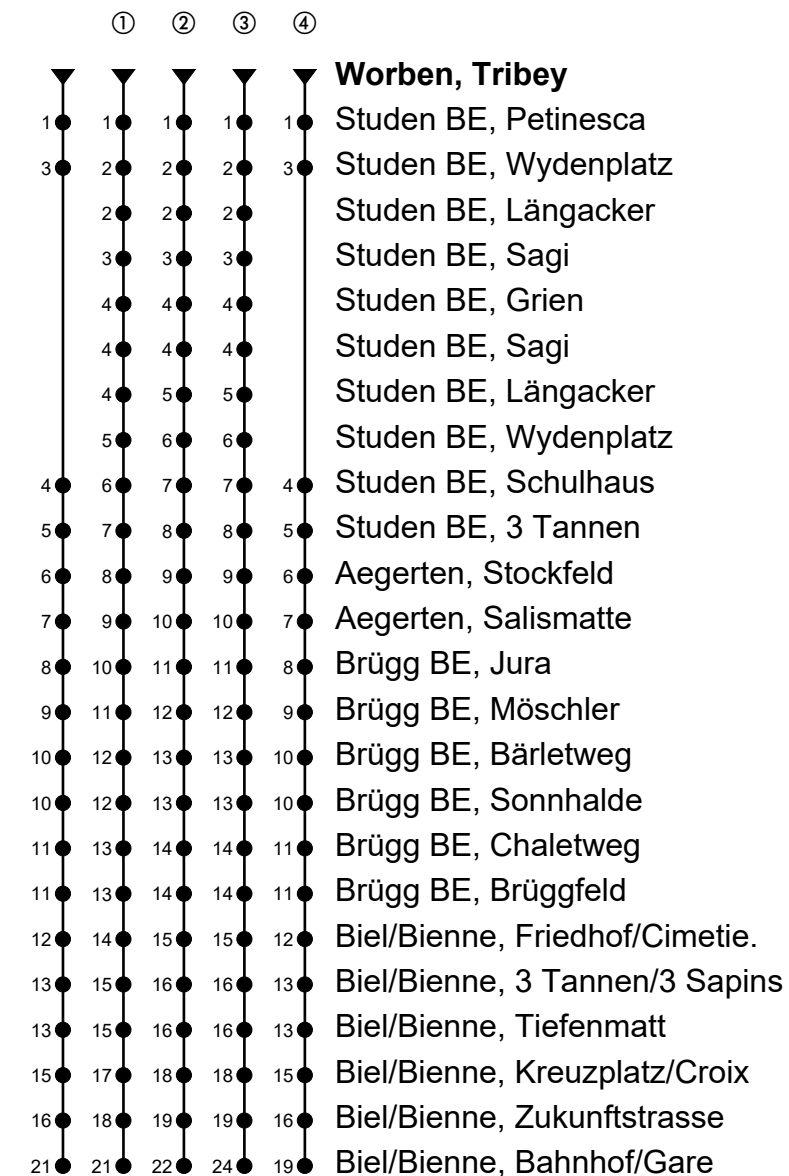 ① ② ③ ④
Worben, Tribey
1 1 1 1 1 Studen BE, Petinesca
3 2 2 2 3 Studen BE, Wydenplatz
2 2 2 Studen BE, Längacker
3 3 3 Studen BE, Sagi
4 4 4 Studen BE, Grien
4 4 4 Studen BE, Sagi
4 5 5 Studen BE, Längacker
5 6 6 Studen BE, Wydenplatz
4 6 7 7 4 Studen BE, Schulhaus
5 7 8 8 5 Studen BE, 3 Tannen
6 8 9 9 6 Aegerten, Stockfeld
7 9 10 10 7 Aegerten, Salismatte
8 10 11 11 8 Brügg BE, Jura
9 11 12 12 9 Brügg BE, Möschler
10 12 13 13 10 Brügg BE, Bärletweg
10 12 13 13 10 Brügg BE, Sonnhalde
11 13 14 14 11 Brügg BE, Chaletweg
11 13 14 14 11 Brügg BE, Brüggfeld
12 14 15 15 12 Biel/Bienne, Friedhof/Cimetie.
13 15 16 16 13 Biel/Bienne, 3 Tannen/3 Sapins
13 15 16 16 13 Biel/Bienne, Tiefenmatt
15 17 18 18 15 Biel/Bienne, Kreuzplatz/Croix
16 18 19 19 16 Biel/Bienne, Zukunftstrasse
21 21 22 24 19 Biel/Bienne, Bahnhof/Gare